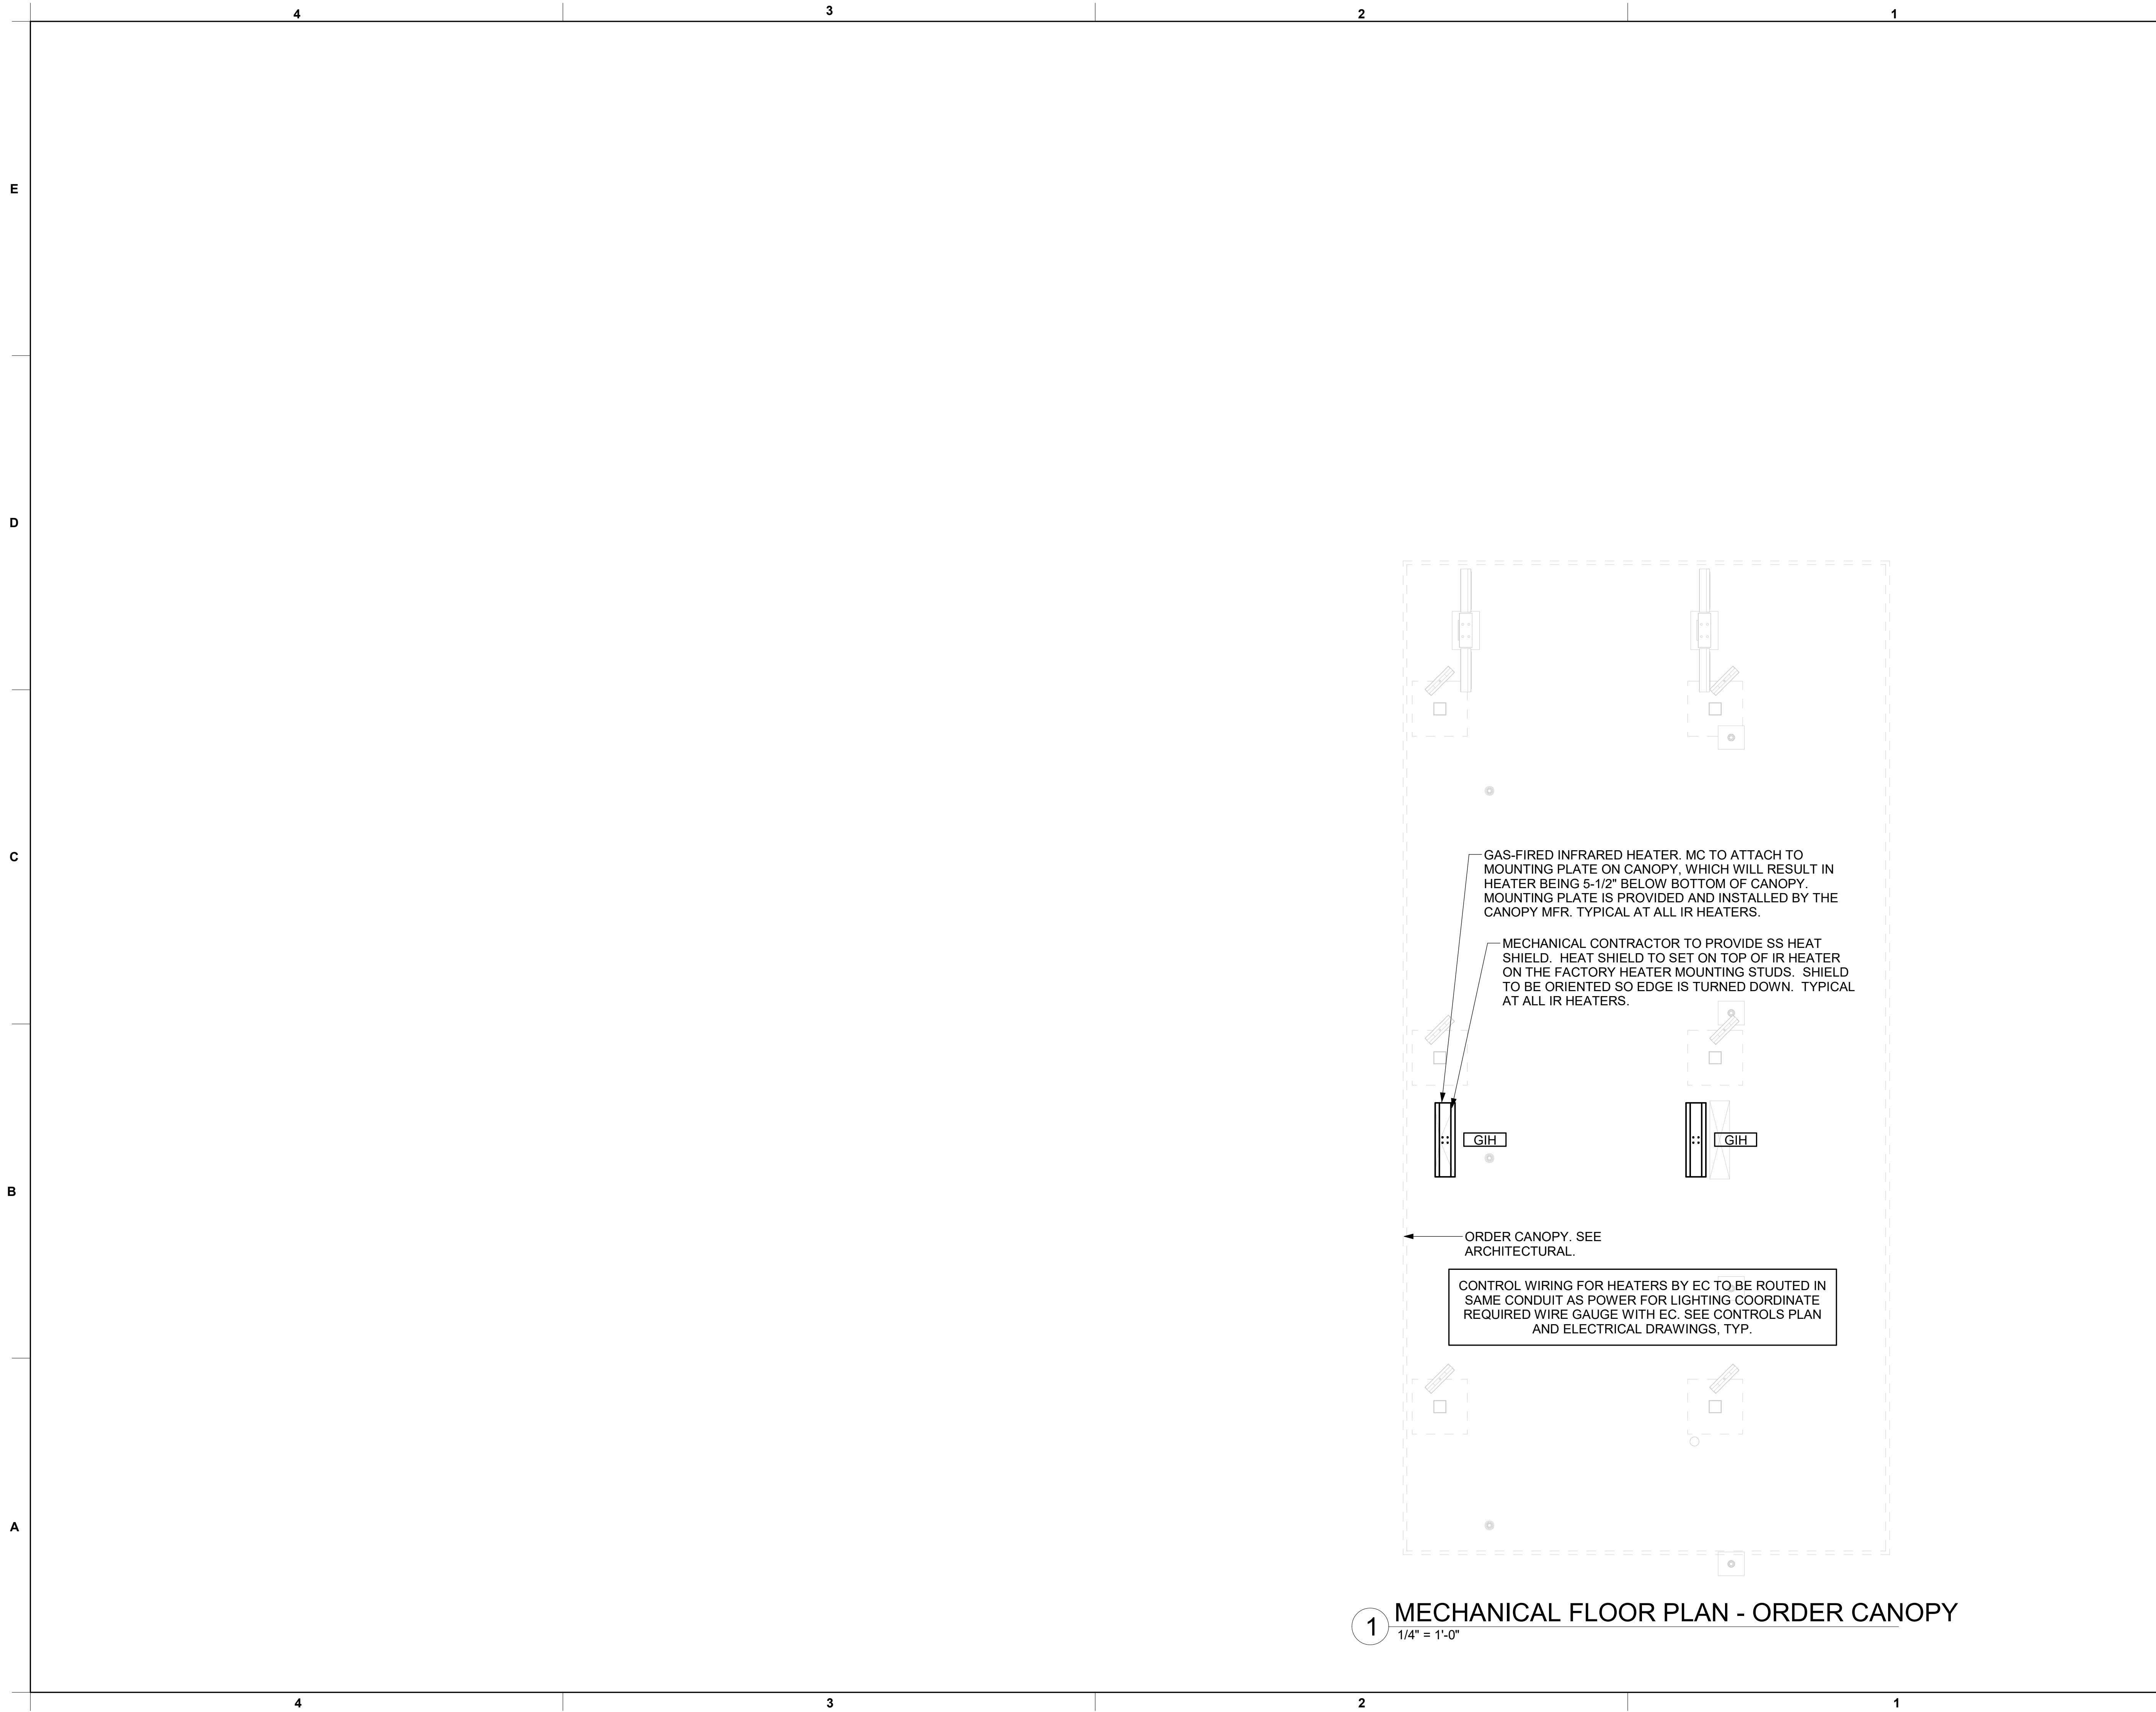 4 3 2 1
E
D
C
B
A
GAS-FIRED INFRARED HEATER. MC TO ATTACH TO
MOUNTING PLATE ON CANOPY, WHICH WILL RESULT IN
HEATER BEING 5-1/2" BELOW BOTTOM OF CANOPY.
MOUNTING PLATE IS PROVIDED AND INSTALLED BY THE
CANOPY MFR. TYPICAL AT ALL IR HEATERS.
MECHANICAL CONTRACTOR TO PROVIDE SS HEAT
SHIELD. HEAT SHIELD TO SET ON TOP OF IR HEATER
ON THE FACTORY HEATER MOUNTING STUDS. SHIELD
TO BE ORIENTED SO EDGE IS TURNED DOWN. TYPICAL
AT ALL IR HEATERS.
GIH
GIH
ORDER CANOPY. SEE
ARCHITECTURAL.
CONTROL WIRING FOR HEATERS BY EC TO BE ROUTED IN
SAME CONDUIT AS POWER FOR LIGHTING COORDINATE
REQUIRED WIRE GAUGE WITH EC. SEE CONTROLS PLAN
AND ELECTRICAL DRAWINGS, TYP.
1 MECHANICAL FLOOR PLAN - ORDER CANOPY
1/4" = 1'-0"
4 3 2 1